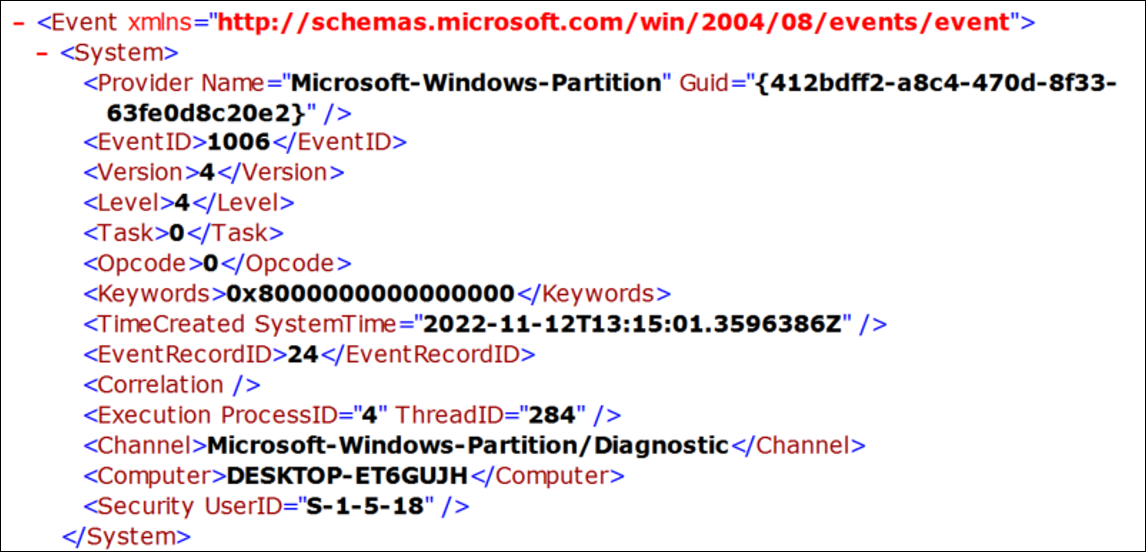 - <Event xmlns="http://schemas.microsoft.com/win/2004/08/events/event">
- <System>
<Provider Name="Microsoft-Windows-Partition" Guid="{412bdff2-a8c4-470d-8f33-
63fe0d8c20e2}" />
<EventID>1006</EventID>
<Version>4</Version>
<Level>4</Level>
<Task>0</Task>
<Opcode>0</Opcode>
<Keywords>0x8000000000000000</Keywords>
<TimeCreated SystemTime="2022-11-12T13:15:01.3596386Z" />
<EventRecordID>24</EventRecordID>
<Correlation />
<Execution ProcessID="4" ThreadID="284" />
<Channel>Microsoft-Windows-Partition/Diagnostic</Channel>
<Computer>DESKTOP-ET6GUJH</Computer>
<Security UserID="S-1-5-18" />
</System>